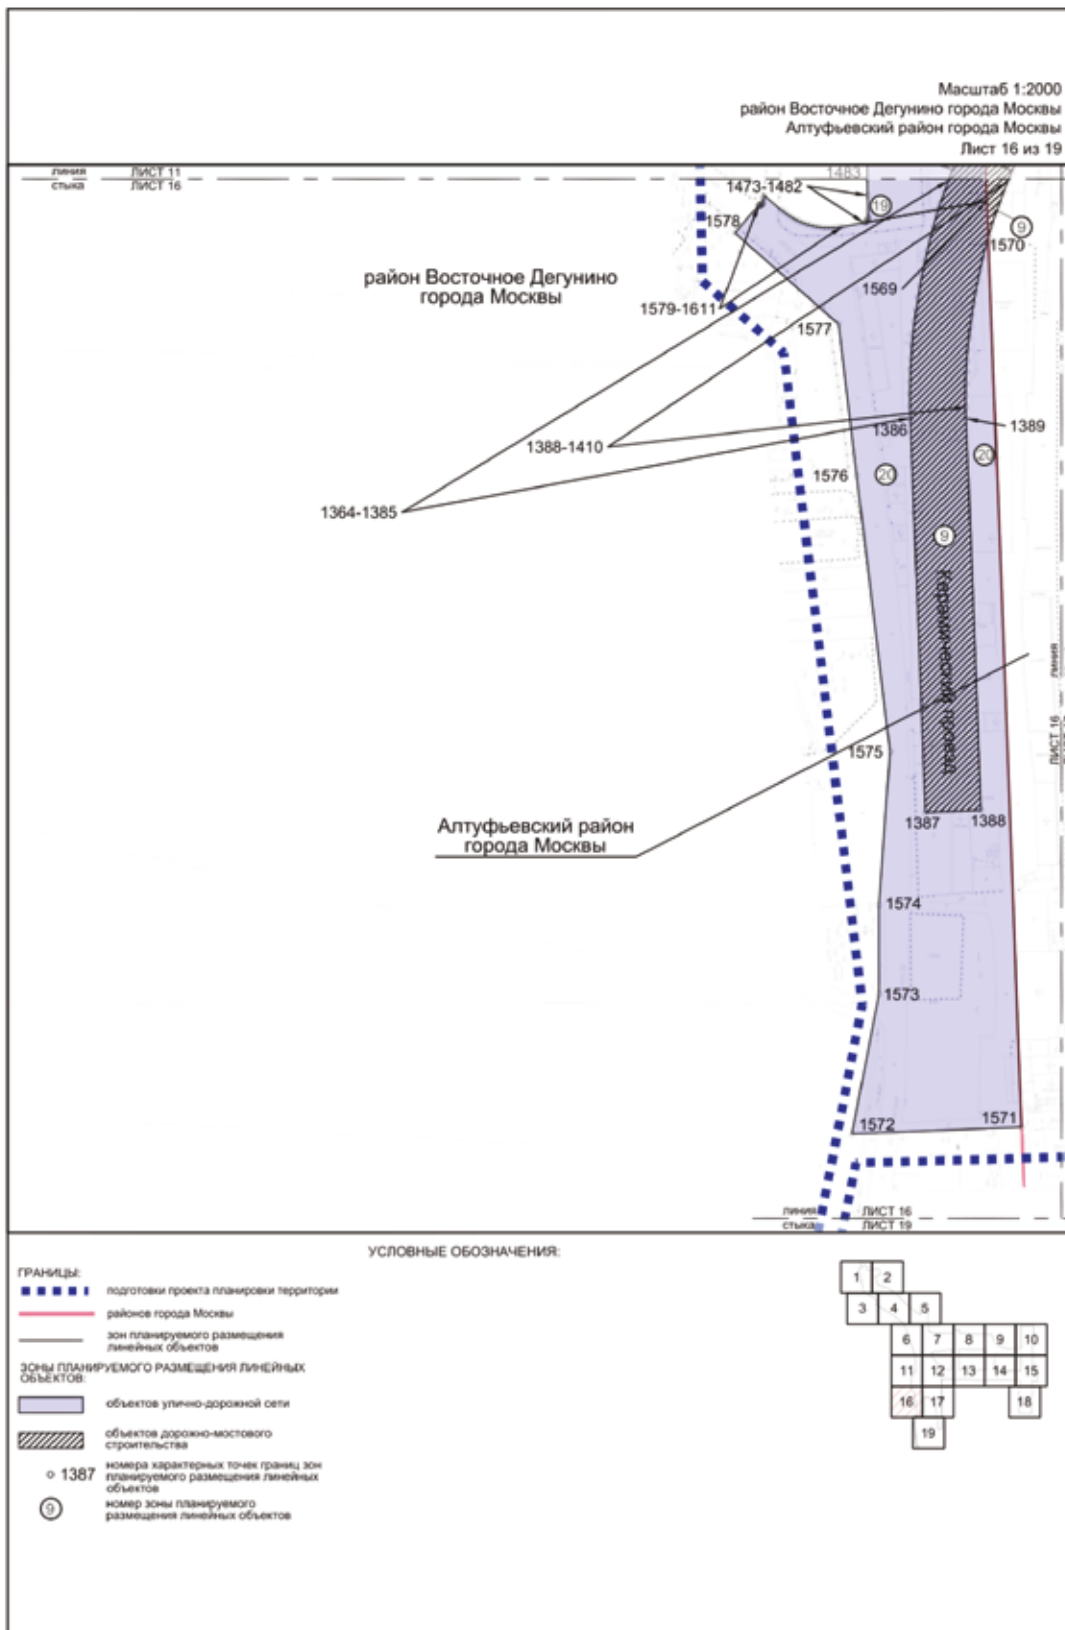 Масштаб 1:2000
район Восточное Дегунино города Москвы
Алтуфьевский район города Москвы
Лист 16 из 19
линия ЛИСТ 11
стыка ЛИСТ 16
1483
1473-1482
19
1578
9
1570
район Восточное Дегунино
города Москвы
1569
1579-1611
1577
1386
1389
1388-1410
20
1576
20
1364-1385
9
Керамический проезд
линия
ЛИСТ 16
1575
1387
1388
Алтуфьевский район
города Москвы
1574
1573
1572
1571
линия ЛИСТ 16
стыка ЛИСТ 19
УСЛОВНЫЕ ОБОЗНАЧЕНИЯ:
ГРАНИЦЫ:
подготовки проекта планировки территории
районов города Москвы
зон планируемого размещения
линейных объектов
ЗОНЫ ПЛАНИРУЕМОГО РАЗМЕЩЕНИЯ ЛИНЕЙНЫХ
ОБЪЕКТОВ:
объектов улично-дорожной сети
объектов дорожно-мостового
строительства
1387 номера характерных точек границ зон
планируемого размещения линейных
объектов
9 номер зоны планируемого
размещения линейных объектов
1 2
3 4 5
6 7 8 9 10
11 12 13 14 15
16 17 18
19